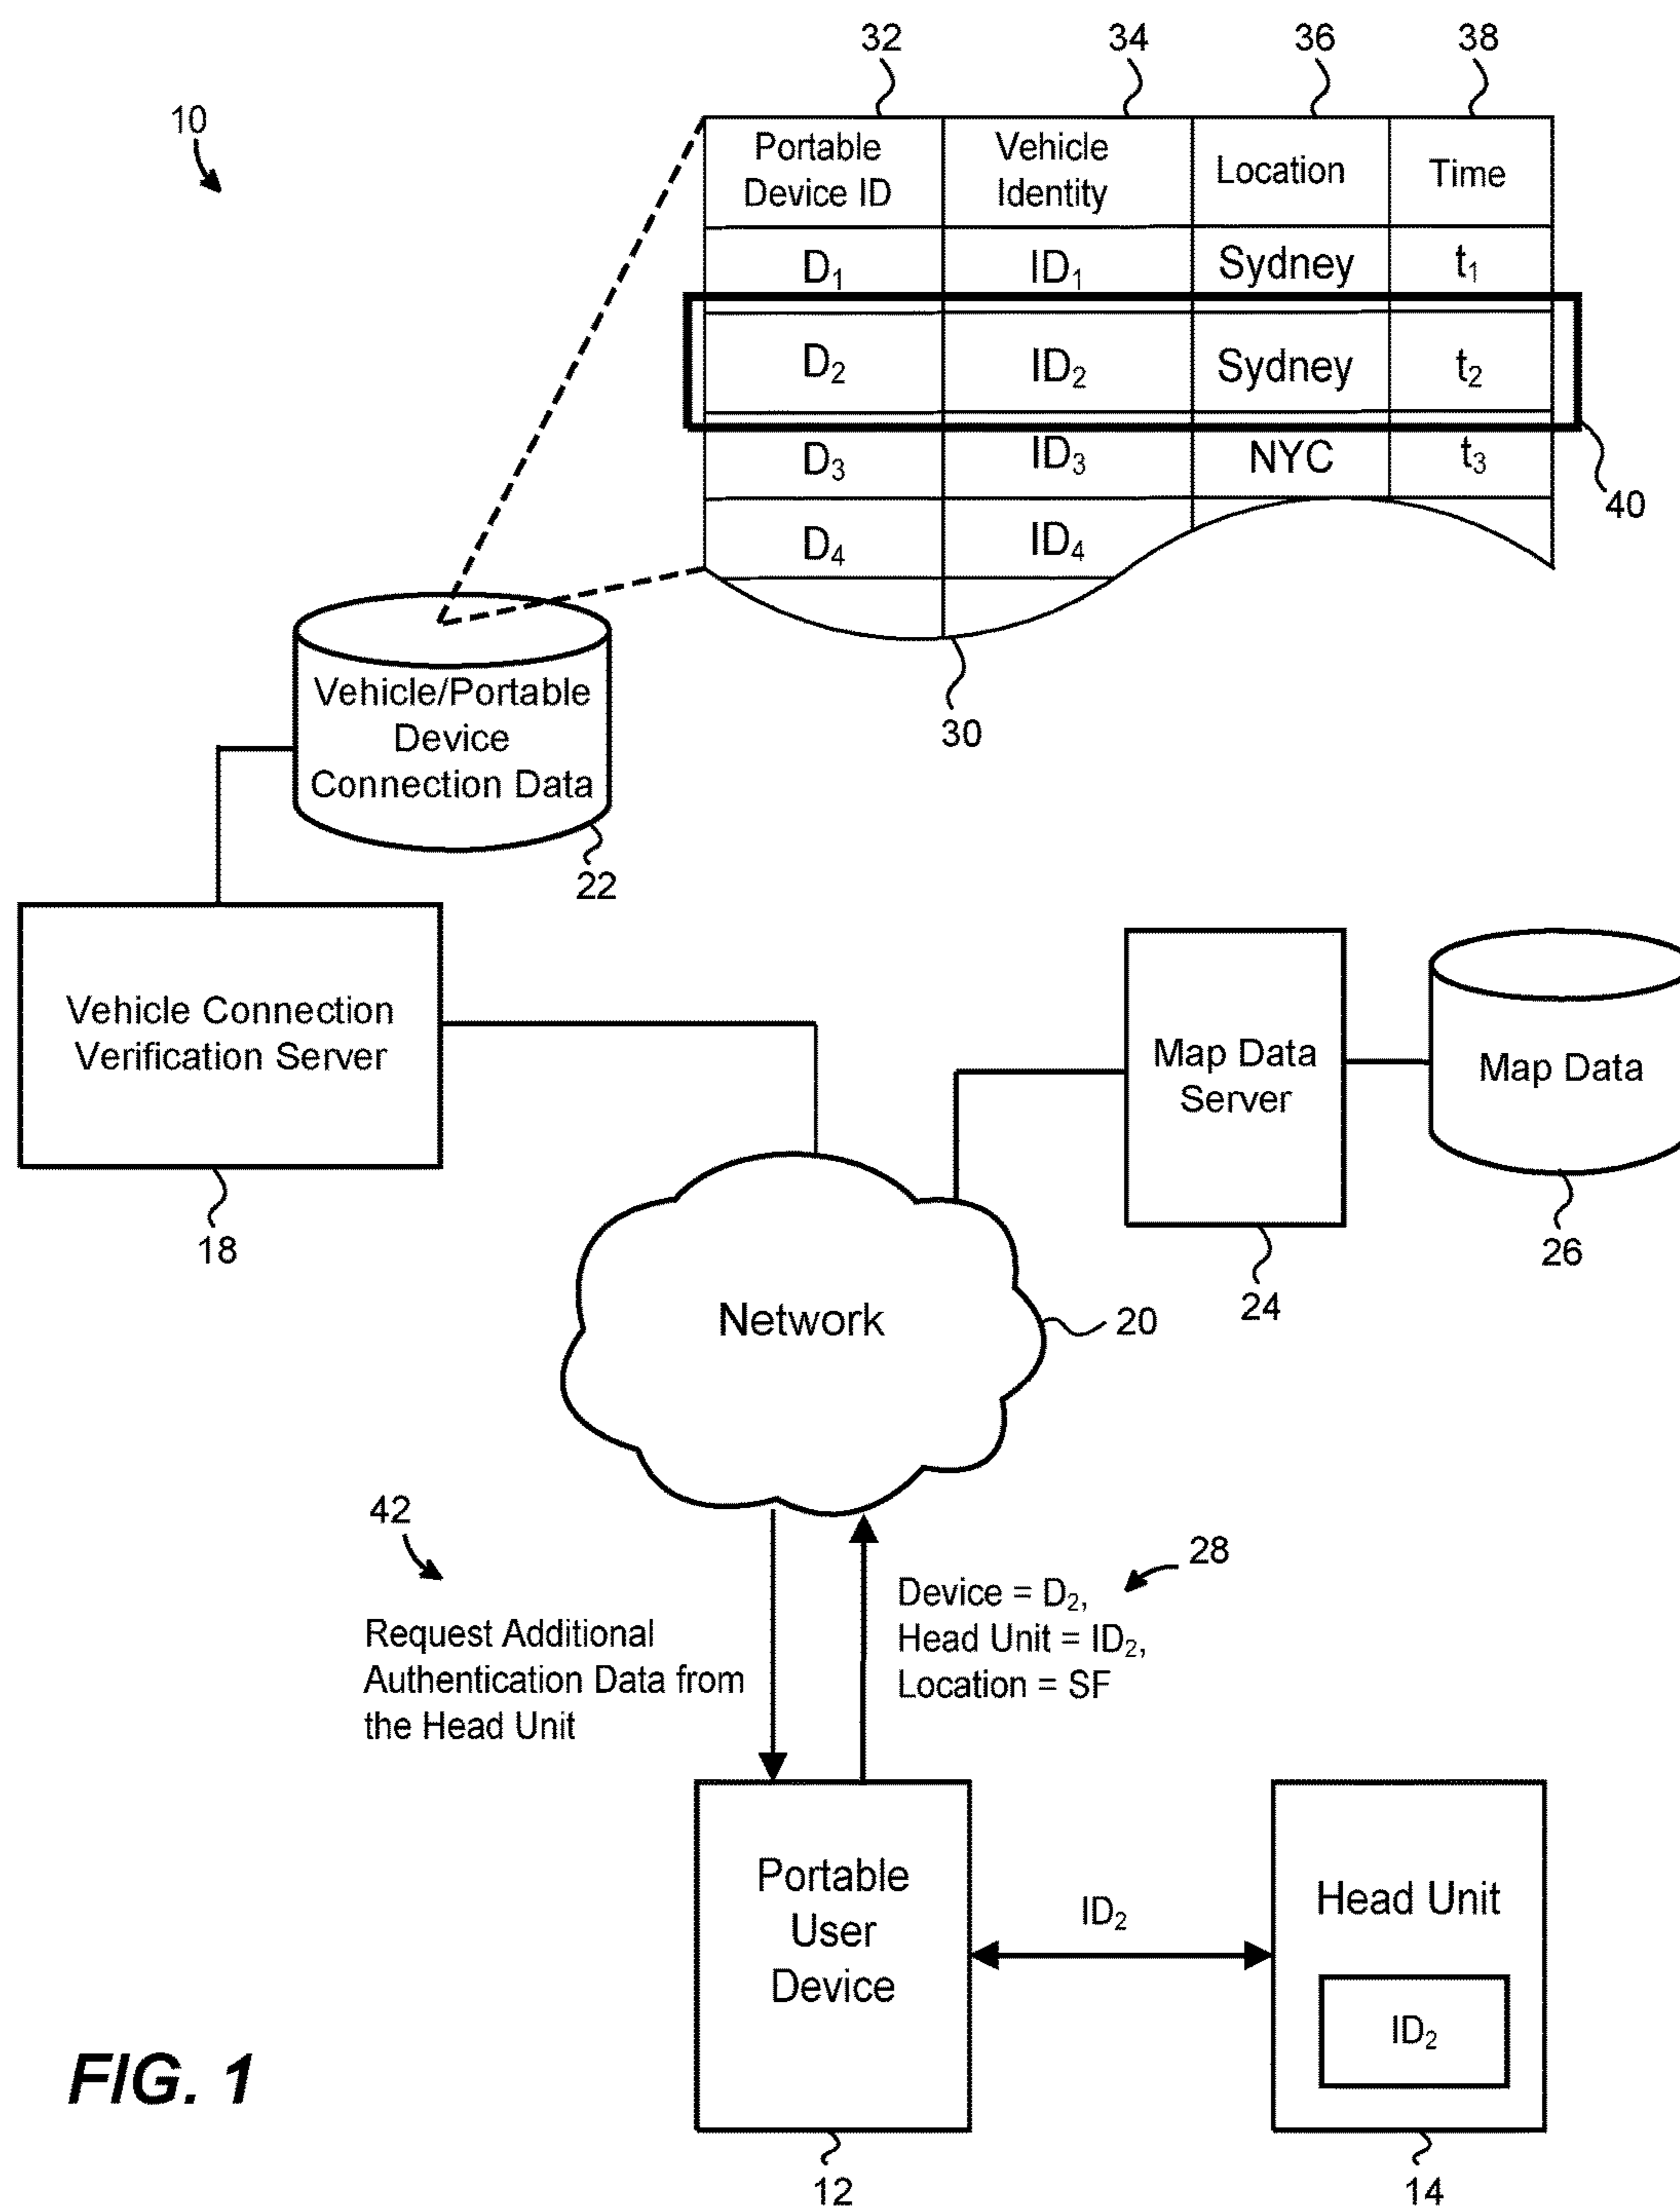 32 34 36 38
10
Portable Device ID Vehicle Identity Location Time
D₁ ID₁ Sydney t₁
D₂ ID₂ Sydney t₂
D₃ ID₃ NYC t₃
40
D₄ ID₄
30
Vehicle/Portable
Device
Connection Data
22
Vehicle Connection
Verification Server
18
Map Data
Server
24
Map Data
26
Network
20
42
Request Additional
Authentication Data from
the Head Unit
28
Device = D₂,
Head Unit = ID₂,
Location = SF
Portable
User
Device
12
ID₂
Head Unit
ID₂
14
FIG. 1